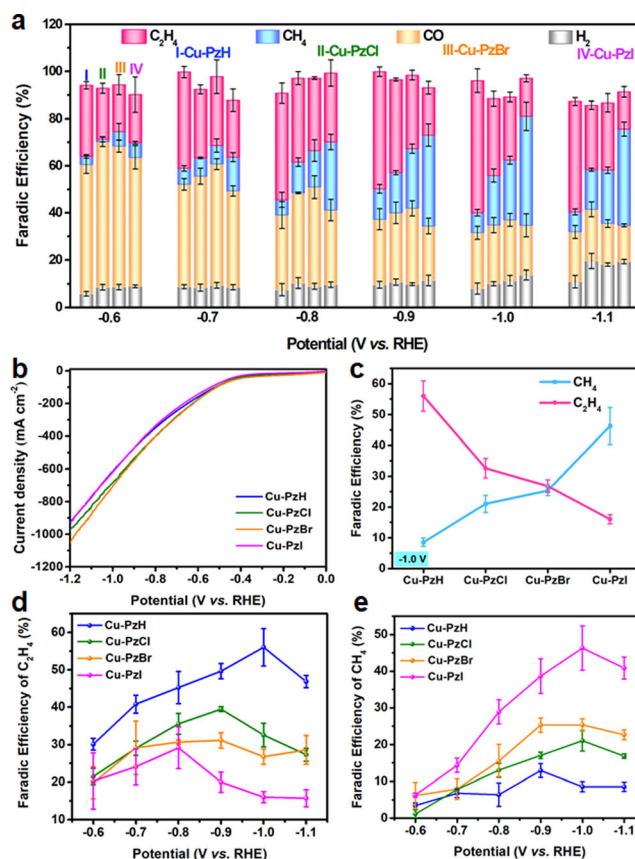 a
C₂H₄ CH₄ CO H₂
I-Cu-PzH II-Cu-PzCl III-Cu-PzBr IV-Cu-PzI
I II III IV
Faradic Efficiency (%)
120
100
80
60
40
20
0
-0.6 -0.7 -0.8 -0.9 -1.0 -1.1
Potential (V vs. RHE)
b
Current density (mA cm⁻²)
0
-200
-400
-600
-800
-1000
-1200
Cu-PzH
Cu-PzCl
Cu-PzBr
Cu-PzI
-1.2 -1.0 -0.8 -0.6 -0.4 -0.2 0.0
Potential (V vs. RHE)
c
Faradic Efficiency (%)
60
50
40
30
20
10
0
CH₄
C₂H₄
-1.0 V
Cu-PzH Cu-PzCl Cu-PzBr Cu-PzI
d
Faradic Efficiency of C₂H₄ (%)
60
50
40
30
20
10
Cu-PzH
Cu-PzCl
Cu-PzBr
Cu-PzI
-0.6 -0.7 -0.8 -0.9 -1.0 -1.1
Potential (V vs. RHE)
e
Faradic Efficiency of CH₄ (%)
50
40
30
20
10
0
Cu-PzH
Cu-PzCl
Cu-PzBr
Cu-PzI
-0.6 -0.7 -0.8 -0.9 -1.0 -1.1
Potential (V vs. RHE)